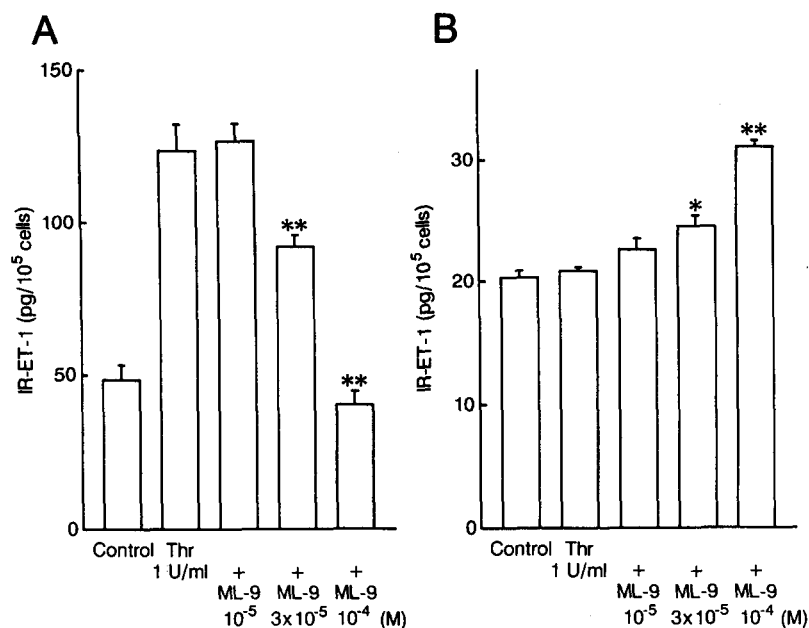 A
IR-ET-1 (pg/10⁵ cells)
150
100
50
0
**
**
Control Thr
1 U/ml + + +
ML-9 ML-9 ML-9
10⁻⁵ 3x10⁻⁵ 10⁻⁴ (M)
B
IR-ET-1 (pg/10⁵ cells)
30
20
10
0
*
**
Control Thr
1 U/ml + + +
ML-9 ML-9 ML-9
10⁻⁵ 3x10⁻⁵ 10⁻⁴ (M)